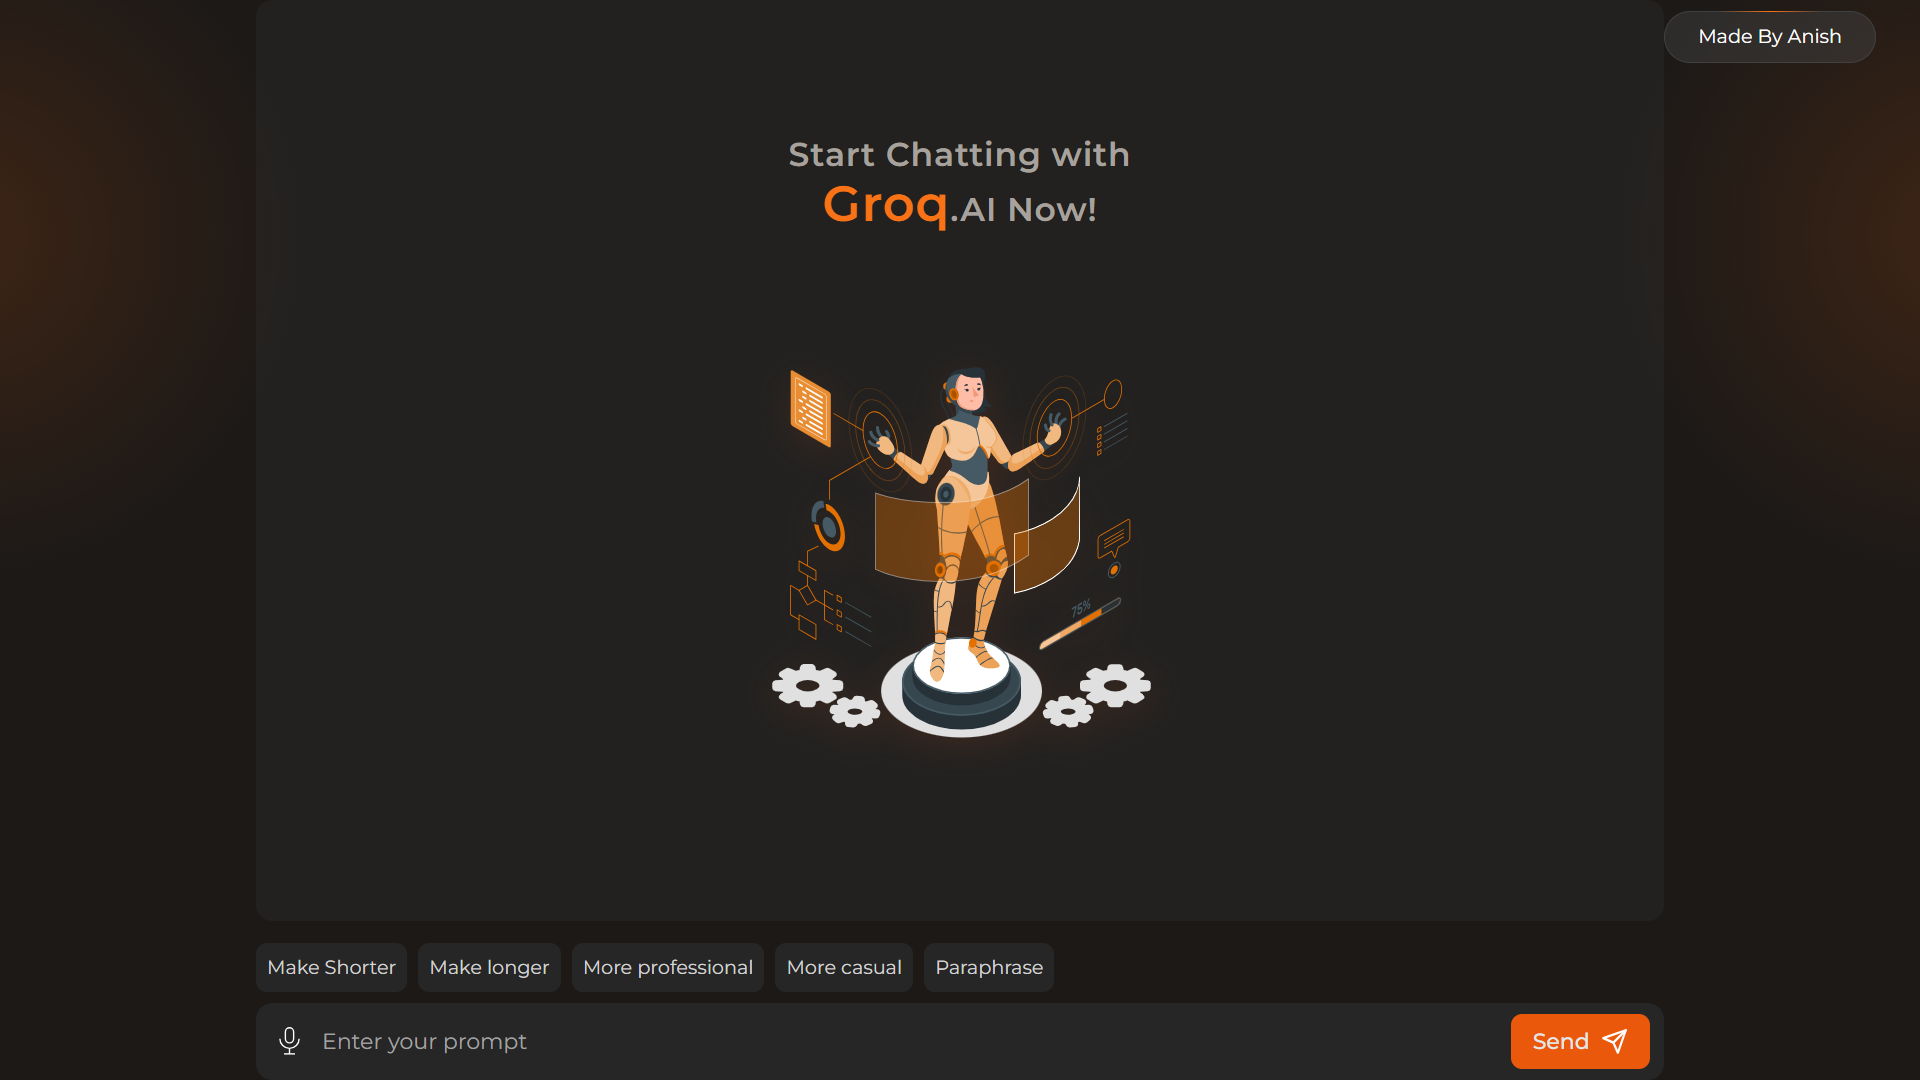 Made By Anish
Start Chatting with
Groq.AI Now!
75%
Make Shorter
Make longer
More professional
More casual
Paraphrase
Enter your prompt
Send